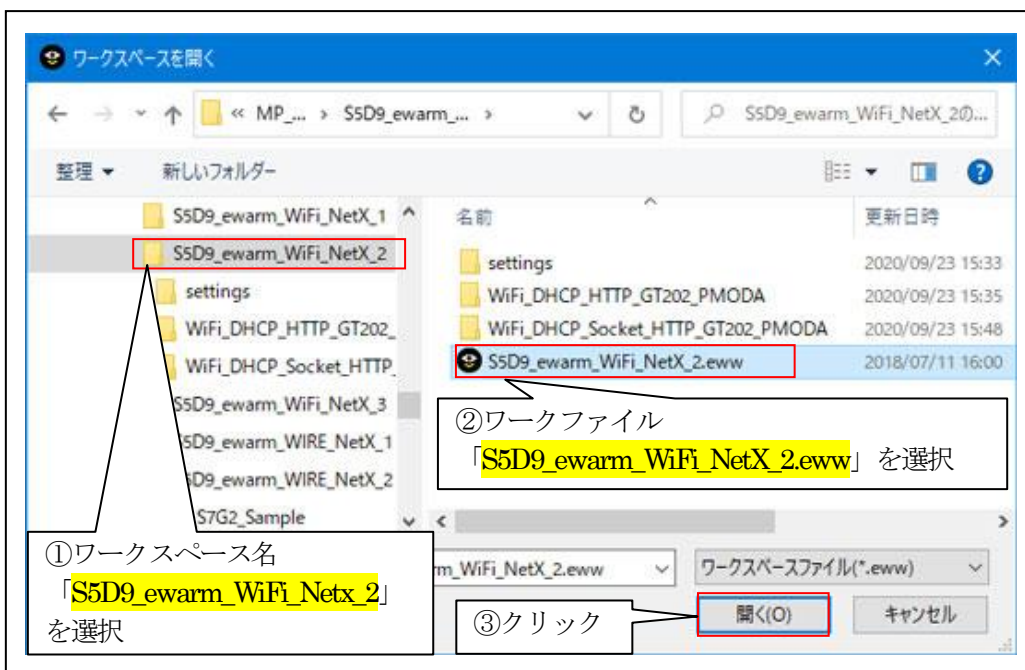 ワークスペースを開く
« MP_... › S5D9_ewarm_... ›
S5D9_ewarm_WiFi_NetX_2の...
整理 新しいフォルダー
名前 更新日時
S5D9_ewarm_WiFi_NetX_1
S5D9_ewarm_WiFi_NetX_2
settings
WiFi_DHCP_HTTP_GT202_
WiFi_DHCP_Socket_HTTP_
S5D9_ewarm_WiFi_NetX_3
S5D9_ewarm_WIRE_NetX_1
S5D9_ewarm_WIRE_NetX_2
S7G2_Sample
settings 2020/09/23 15:33
WiFi_DHCP_HTTP_GT202_PMODA 2020/09/23 15:35
WiFi_DHCP_Socket_HTTP_GT202_PMODA 2020/09/23 15:48
S5D9_ewarm_WiFi_NetX_2.eww 2018/07/11 16:00
②ワークファイル
「S5D9_ewarm_WiFi_NetX_2.eww」を選択
①ワークスペース名
「S5D9_ewarm_WiFi_Netx_2」
を選択
rm_WiFi_NetX_2.eww ワークスペースファイル(*.eww)
③クリック
開く(O) キャンセル